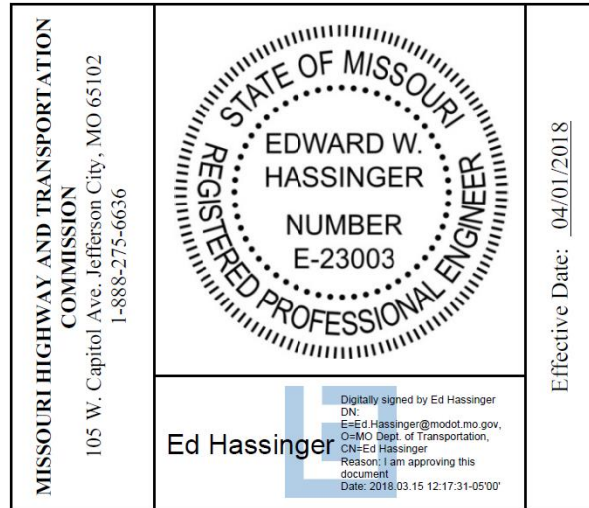 MISSOURI HIGHWAY AND TRANSPORTATION
COMMISSION
105 W. Capitol Ave. Jefferson City, MO 65102
1-888-275-6636
STATE OF MISSOURI
EDWARD W.
HASSINGER
NUMBER
E-23003
REGISTERED PROFESSIONAL ENGINEER
Ed Hassinger
Digitally signed by Ed Hassinger
DN:
E=Ed.Hassinger@modot.mo.gov,
O=MO Dept. of Transportation,
CN=Ed Hassinger
Reason: I am approving this
document
Date: 2018.03.15 12:17:31-05'00'
Effective Date: 04/01/2018